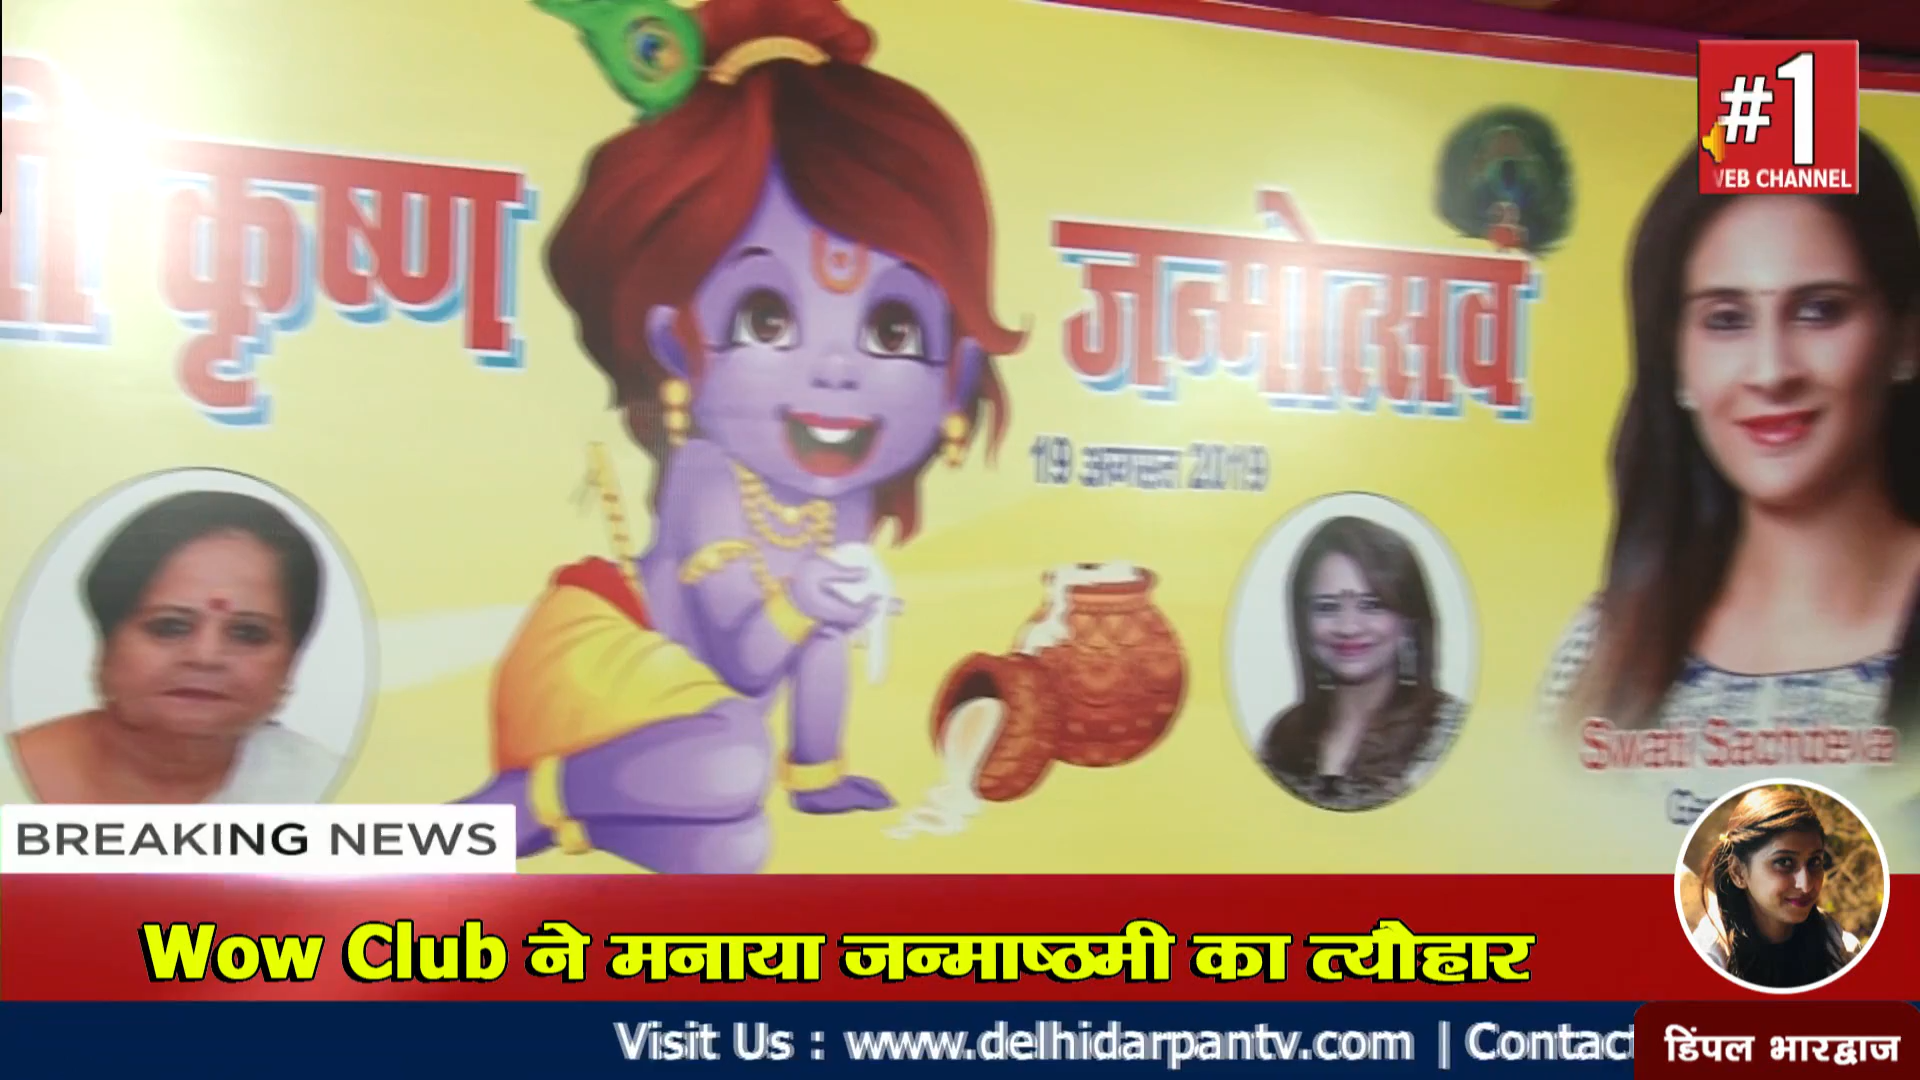 #1
WEB CHANNEL
श्री कृष्ण
जन्मोत्सव
19 अगस्त 2019
Swati Sachdeva
BREAKING NEWS
Wow Club ने मनाया जन्माष्ठमी का त्यौहार
Visit Us : www.delhidarpantv.com | Contact
डिंपल भारद्वाज